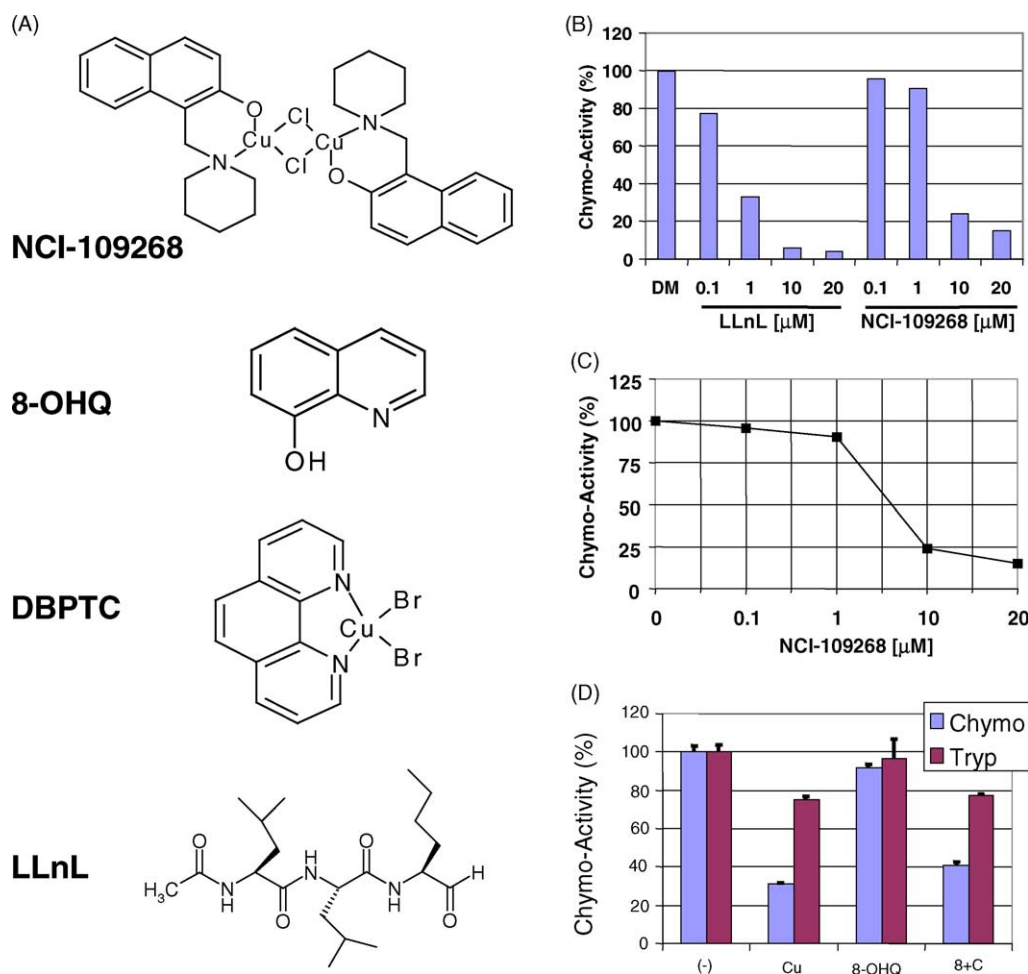 (A)
O
Cu
N
Cl
Cl
Cu
N
O
NCI-109268
8-OHQ
N
OH
DBPTC
N
N
Cu
Br
Br
LLnL
H₃C
O
N
H
O
H
N
O
N
H
O
H
(B)
Chymo-Activity (%)
120
100
80
60
40
20
0
DM 0.1 1 10 20 0.1 1 10 20
LLnL [μM] NCI-109268 [μM]
(C)
Chymo-Activity (%)
125
100
75
50
25
0
0 0.1 1 10 20
NCI-109268 [μM]
(D)
Chymo-Activity (%)
120
100
80
60
40
20
0
Chymo
Tryp
(-) Cu 8-OHQ 8+C